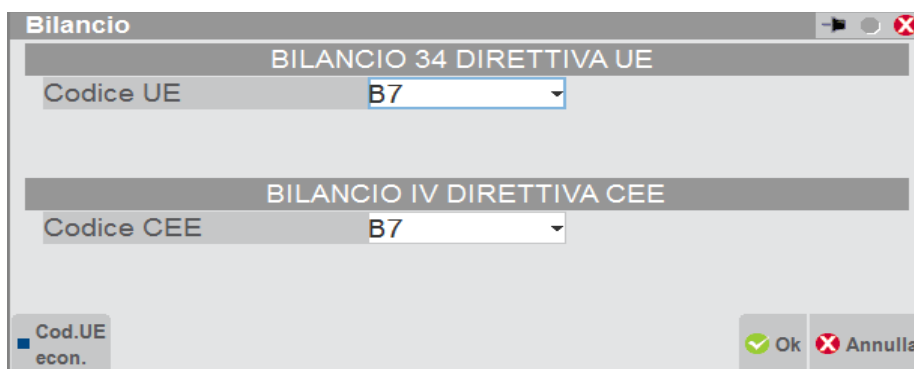 Bilancio
BILANCIO 34 DIRETTIVA UE
Codice UE B7
BILANCIO IV DIRETTIVA CEE
Codice CEE B7
Cod.UE
econ.
Ok Annulla